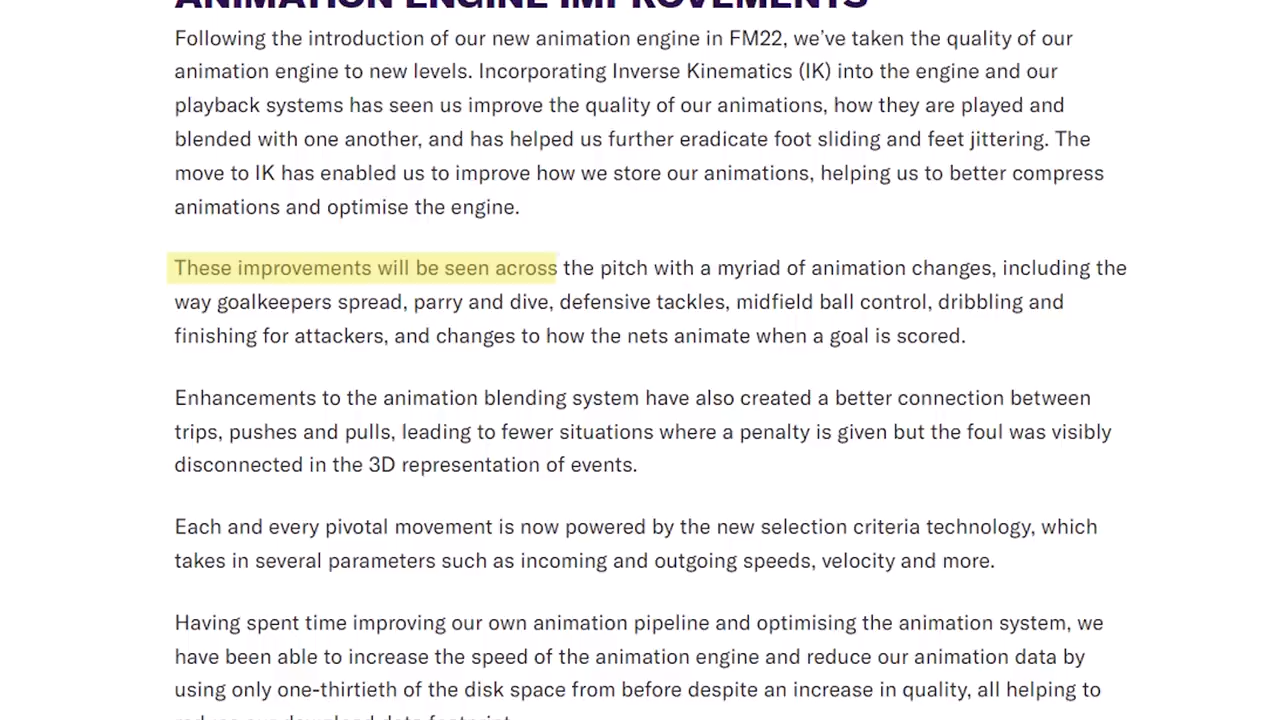 ANIMATION ENGINE IMPROVEMENTS
Following the introduction of our new animation engine in FM22, we’ve taken the quality of our
animation engine to new levels. Incorporating Inverse Kinematics (IK) into the engine and our
playback systems has seen us improve the quality of our animations, how they are played and
blended with one another, and has helped us further eradicate foot sliding and feet jittering. The
move to IK has enabled us to improve how we store our animations, helping us to better compress
animations and optimise the engine.
These improvements will be seen across the pitch with a myriad of animation changes, including the
way goalkeepers spread, parry and dive, defensive tackles, midfield ball control, dribbling and
finishing for attackers, and changes to how the nets animate when a goal is scored.
Enhancements to the animation blending system have also created a better connection between
trips, pushes and pulls, leading to fewer situations where a penalty is given but the foul was visibly
disconnected in the 3D representation of events.
Each and every pivotal movement is now powered by the new selection criteria technology, which
takes in several parameters such as incoming and outgoing speeds, velocity and more.
Having spent time improving our own animation pipeline and optimising the animation system, we
have been able to increase the speed of the animation engine and reduce our animation data by
using only one-thirtieth of the disk space from before despite an increase in quality, all helping to
reduce our download data footprint.